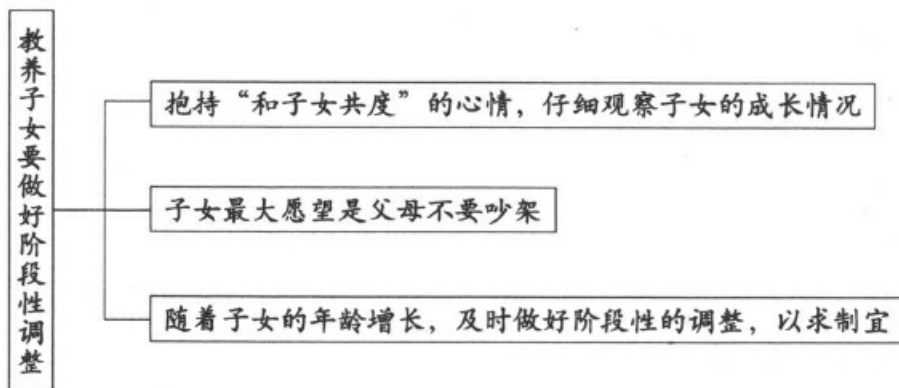 教养子女要做好阶段性调整
抱持“和子女共度”的心情，仔细观察子女的成长情况
子女最大愿望是父母不要吵架
随着子女的年龄增长，及时做好阶段性的调整，以求制宜